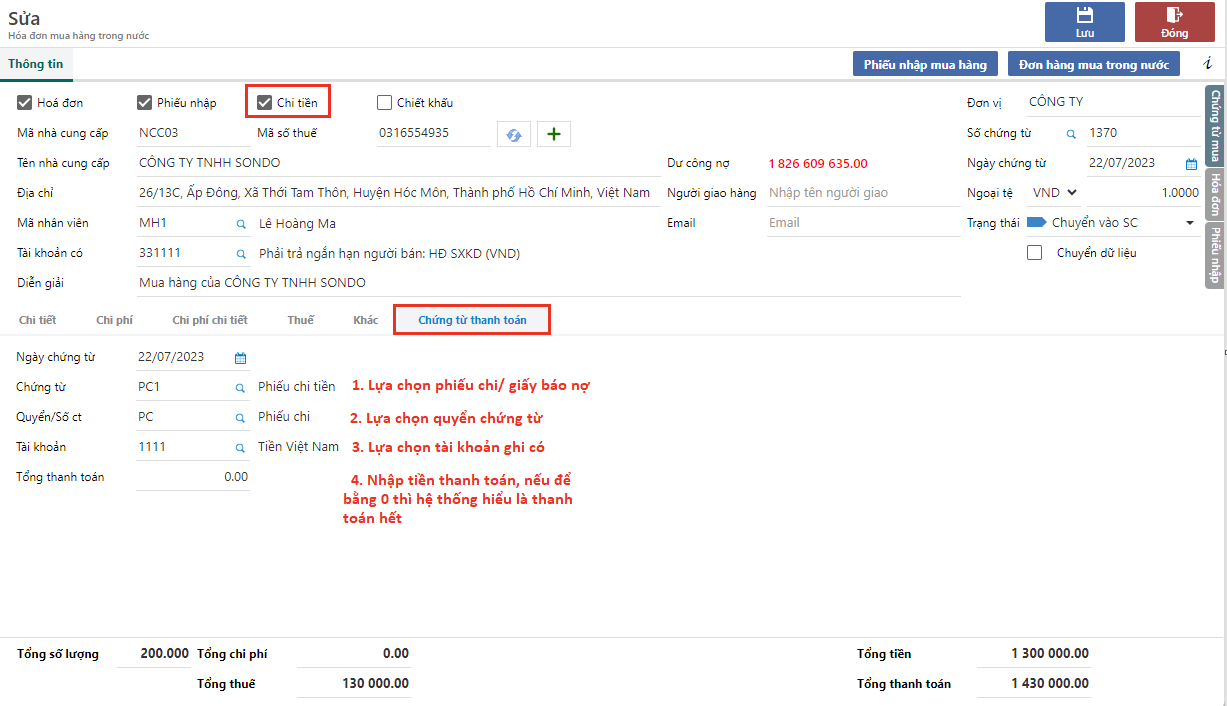 Sửa
Hóa đơn mua hàng trong nước
Lưu
Đóng
Thông tin
Phiếu nhập mua hàng
Đơn hàng mua trong nước
i
Hoá đơn Phiếu nhập Chi tiền Chiết khấu Đơn vị CÔNG TY
Mã nhà cung cấp NCC03 Mã số thuế 0316554935 Số chứng từ 1370
Tên nhà cung cấp CÔNG TY TNHH SONDO Dư công nợ 1 826 609 635.00 Ngày chứng từ 22/07/2023
Địa chỉ 26/13C, Ấp Đông, Xã Thới Tam Thôn, Huyện Hóc Môn, Thành phố Hồ Chí Minh, Việt Nam Người giao hàng Nhập tên người giao Ngoại tệ VND 1.0000
Mã nhân viên MH1 Lê Hoàng Ma Email Email Trạng thái Chuyển vào SC
Tài khoản có 331111 Phải trả ngắn hạn người bán: HĐ SXKD (VND) Chuyển dữ liệu
Diễn giải Mua hàng của CÔNG TY TNHH SONDO
Chứng từ mua
Hóa đơn
Phiếu nhập
Chi tiết Chi phí Chi phí chi tiết Thuế Khác Chứng từ thanh toán
Ngày chứng từ 22/07/2023
Chứng từ PC1 Phiếu chi tiền 1. Lựa chọn phiếu chi/ giấy báo nợ
Quyển/Số ct PC Phiếu chi 2. Lựa chọn quyển chứng từ
Tài khoản 1111 Tiền Việt Nam 3. Lựa chọn tài khoản ghi có
Tổng thanh toán 0.00 4. Nhập tiền thanh toán, nếu để
bằng 0 thì hệ thống hiểu là thanh
toán hết
Tổng số lượng 200.000 Tổng chi phí 0.00 Tổng tiền 1 300 000.00
Tổng thuế 130 000.00 Tổng thanh toán 1 430 000.00